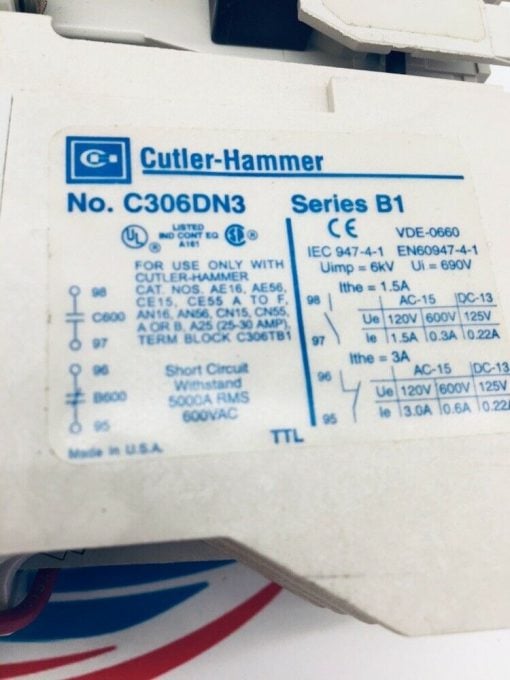 Cutler-Hammer
No. C306DN3 Series B1
UL ® LISTED IND CONT EQ A161 ®
CE VDE-0660
IEC 947-4-1 EN60947-4-1
Uimp = 6kV Ui = 690V
FOR USE ONLY WITH
CUTLER-HAMMER
CAT. NOS. AE16, AE56,
CE15, CE55 A TO F,
AN16, AN56, CN15, CN55,
A OR B, A25 (25-30 AMP),
TERM BLOCK C306TB1
98
C600
97
96
B600
95
Short Circuit
Withstand
5000A RMS
600VAC
Made in U.S.A.
TTL
Ithe = 1.5A
98
97
AC-15 DC-13
Ue 120V 600V 125V
Ie 1.5A 0.3A 0.22A
Ithe = 3A
96
95
AC-15 DC-13
Ue 120V 600V 125V
Ie 3.0A 0.6A 0.22A